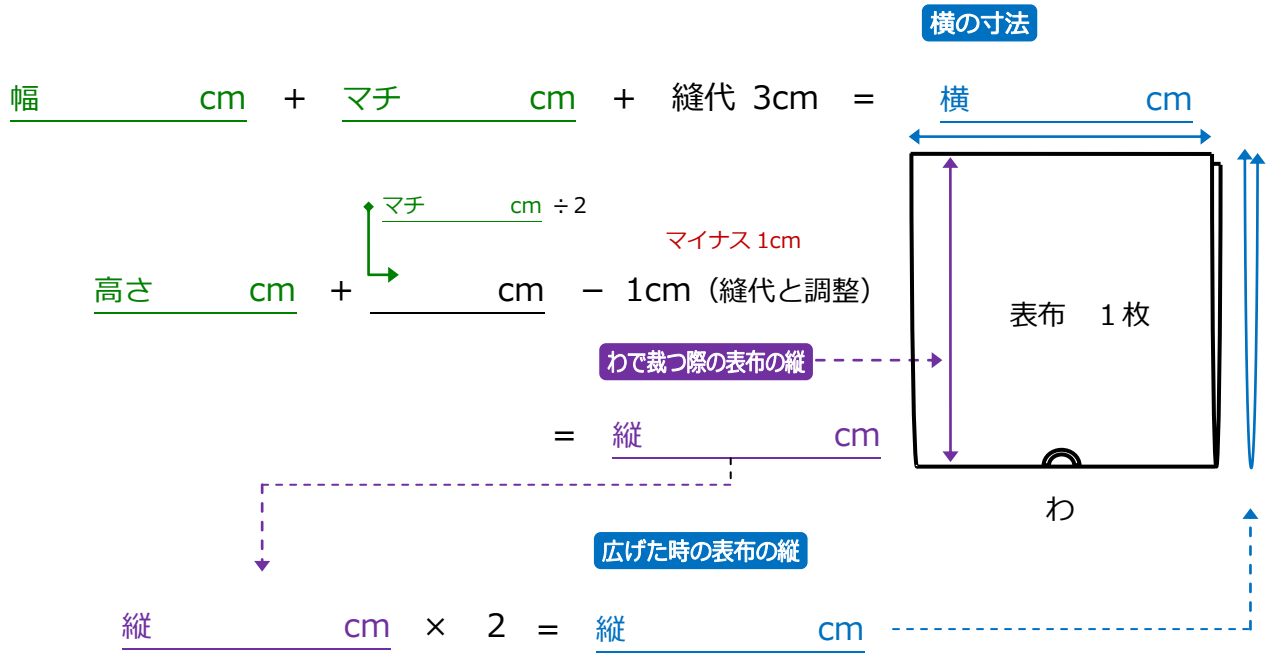 横の寸法
幅 cm + マチ cm + 縫代 3cm = 横 cm
マチ cm ÷2
マイナス 1cm
高さ cm + cm − 1cm（縫代と調整）
表布 1枚
わで裁つ際の表布の縦
= 縦 cm
わ
広げた時の表布の縦
縦 cm × 2 = 縦 cm